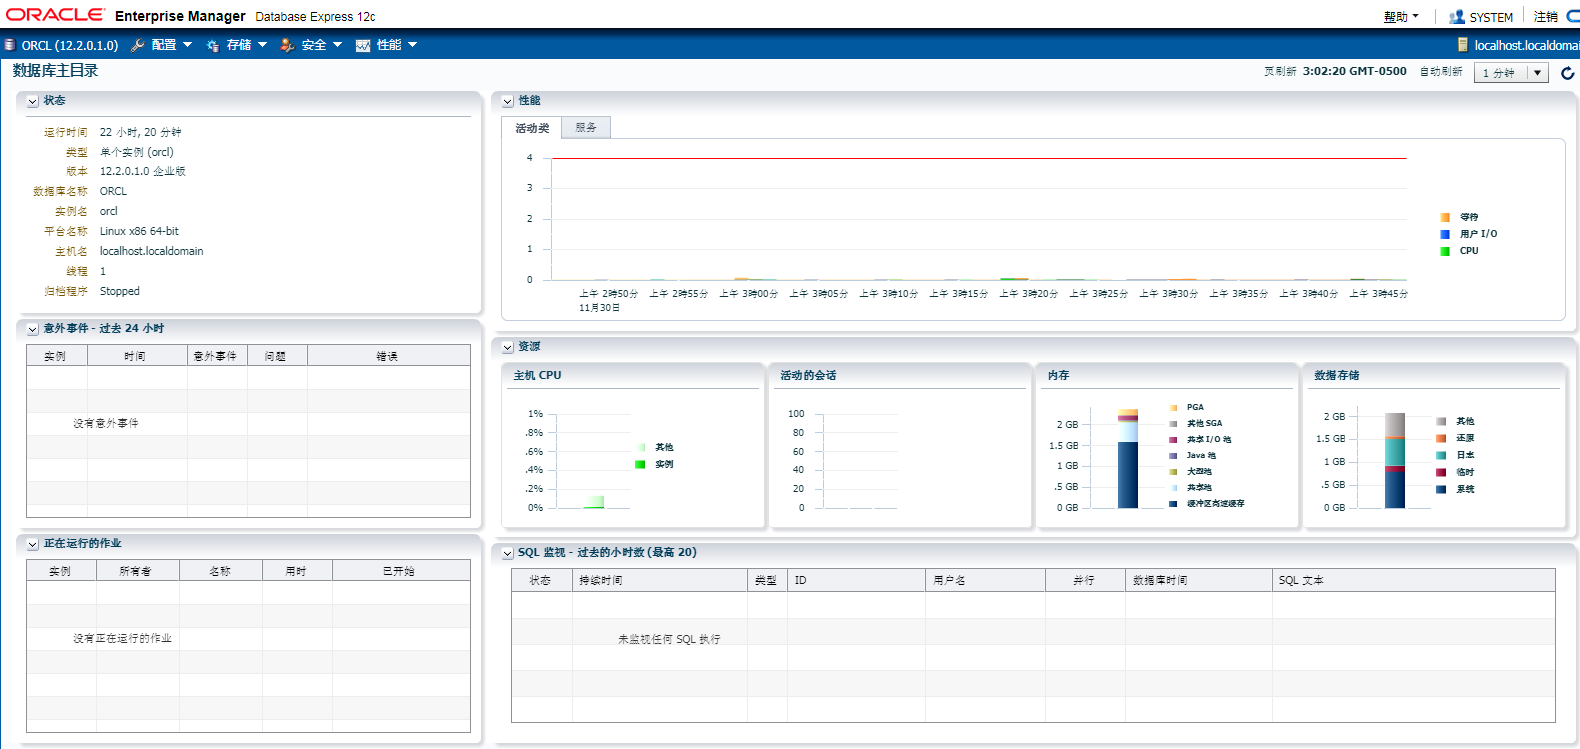 ORACLE Enterprise Manager Database Express 12c
帮助 SYSTEM 注销
ORCL (12.2.0.1.0) 配置 存储 安全 性能 localhost.localdomai
数据库主目录
页刷新 3:02:20 GMT-0500 自动刷新 1 分钟
状态
运行时间 22 小时, 20 分钟
类型 单个实例 (orcl)
版本 12.2.0.1.0 企业版
数据库名称 ORCL
实例名 orcl
平台名称 Linux x86 64-bit
主机名 localhost.localdomain
线程 1
归档程序 Stopped
性能
活动类 服务
4
3
2
1
0
上午 2時50分 上午 2時55分 上午 3時00分 上午 3時05分 上午 3時10分 上午 3時15分 上午 3時20分 上午 3時25分 上午 3時30分 上午 3時35分 上午 3時40分 上午 3時45分
11月30日
等待
用户 I/O
CPU
意外事件 - 过去 24 小时
实例 时间 意外事件 问题 错误
没有意外事件
资源
主机 CPU
1%
.8%
.6%
.4%
.2%
0%
其他
实例
活动的会话
100
80
60
40
20
0
内存
2 GB
1.5 GB
1 GB
.5 GB
0 GB
PGA
其他 SGA
共享 I/O 池
Java 池
大型池
共享池
缓冲区高速缓存
数据存储
2 GB
1.5 GB
1 GB
.5 GB
0 GB
其他
还原
日志
临时
系统
正在运行的作业
实例 所有者 名称 用时 已开始
没有正在运行的作业
SQL 监视 - 过去的小时数 (最高 20)
状态 持续时间 类型 ID 用户名 并行 数据库时间 SQL 文本
未监视任何 SQL 执行